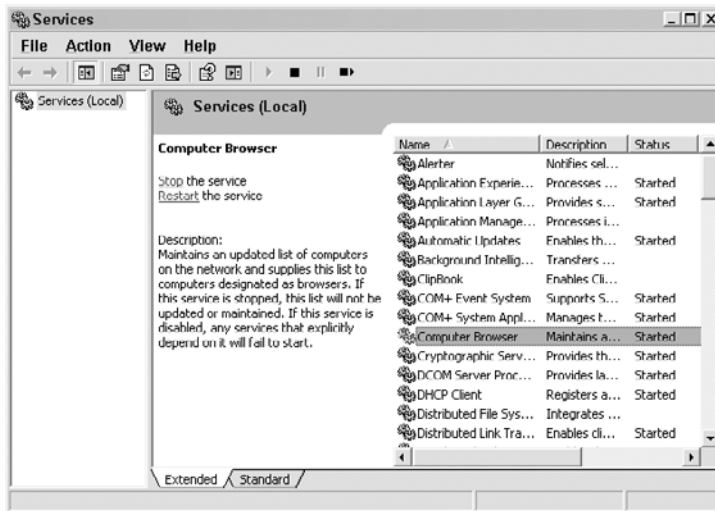 Services
File Action View Help
Services (Local)
Services (Local)
Computer Browser
Stop the service
Restart the service
Description:
Maintains an updated list of computers
on the network and supplies this list to
computers designated as browsers. If
this service is stopped, this list will not be
updated or maintained. If this service is
disabled, any services that explicitly
depend on it will fail to start.
Name Description Status
Alerter Notifies sel...
Application Experie... Processes ... Started
Application Layer G... Provides s... Started
Application Manage... Processes i...
Automatic Updates Enables th... Started
Background Intellig... Transfers ...
ClipBook Enables Cli...
COM+ Event System Supports S... Started
COM+ System Appl... Manages t... Started
Computer Browser Maintains a... Started
Cryptographic Serv... Provides th... Started
DCOM Server Proc... Provides la... Started
DHCP Client Registers a... Started
Distributed File Sys... Integrates ...
Distributed Link Tra... Enables cli... Started
Extended Standard